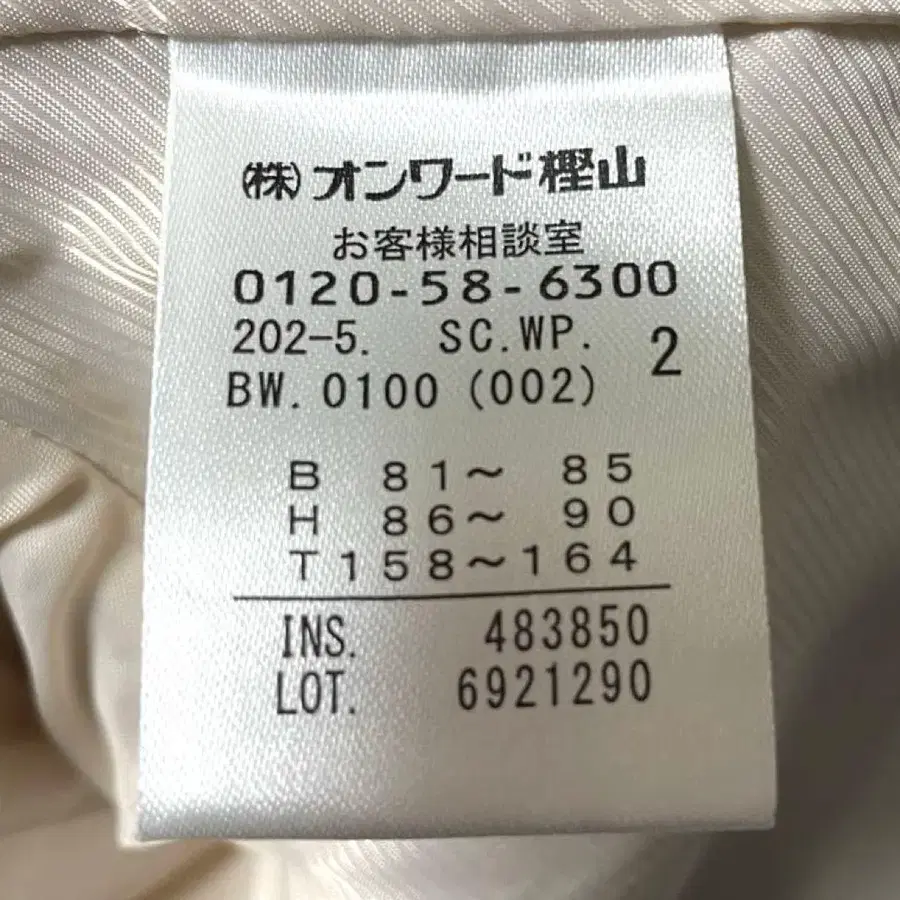 ㈱オンワード樫山
お客様相談室
0120-58-6300
202-5. SC.WP. 2
BW.0100(002)
B 81～ 85
H 86～ 90
T158～164
INS. 483850
LOT. 6921290